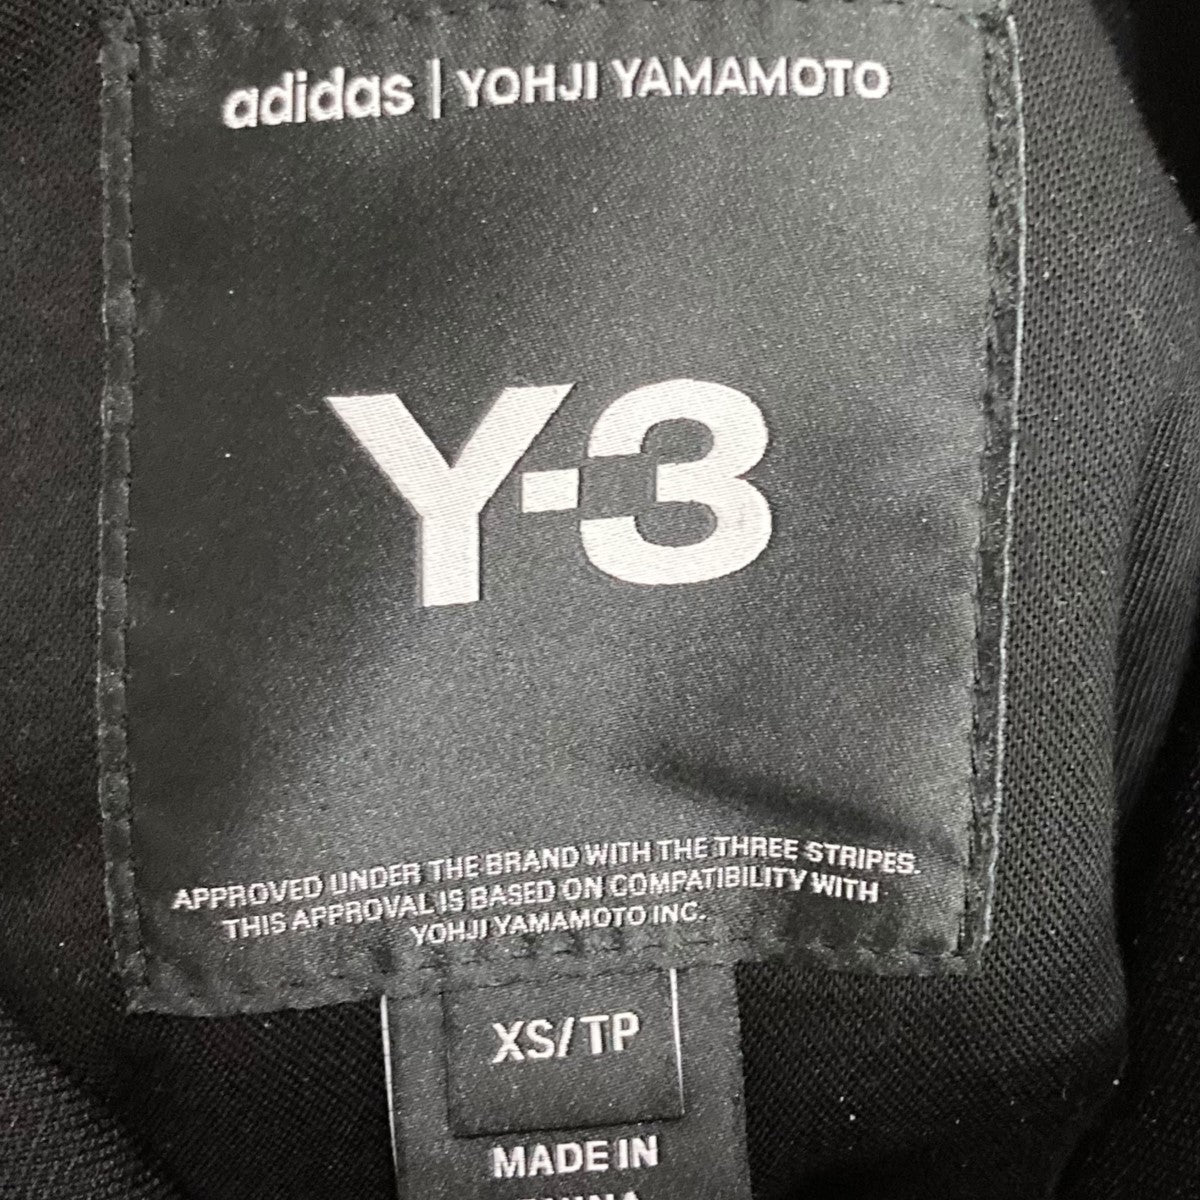 adidas | YOHJI YAMAMOTO
Y-3
APPROVED UNDER THE BRAND WITH THE THREE STRIPES.
THIS APPROVAL IS BASED ON COMPATIBILITY WITH
YOHJI YAMAMOTO INC.
XS/TP
MADE IN